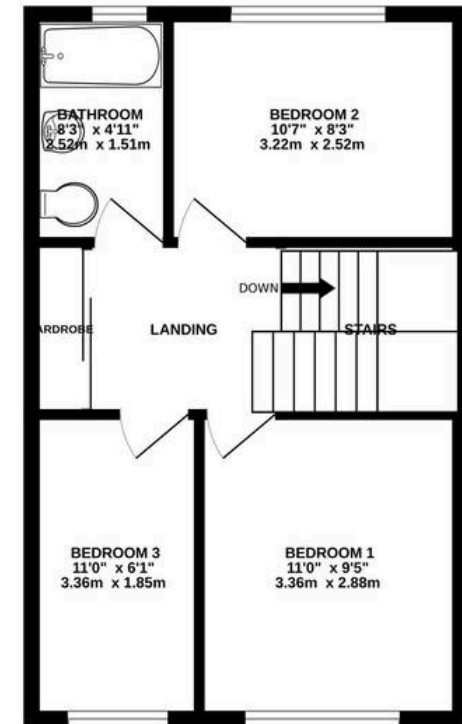 BATHROOM
8'3" x 4'11"
2.52m x 1.51m
BEDROOM 2
10'7" x 8'3"
3.22m x 2.52m
DOWN
ARDROBE
LANDING
STAIRS
BEDROOM 3
11'0" x 6'1"
3.36m x 1.85m
BEDROOM 1
11'0" x 9'5"
3.36m x 2.88m